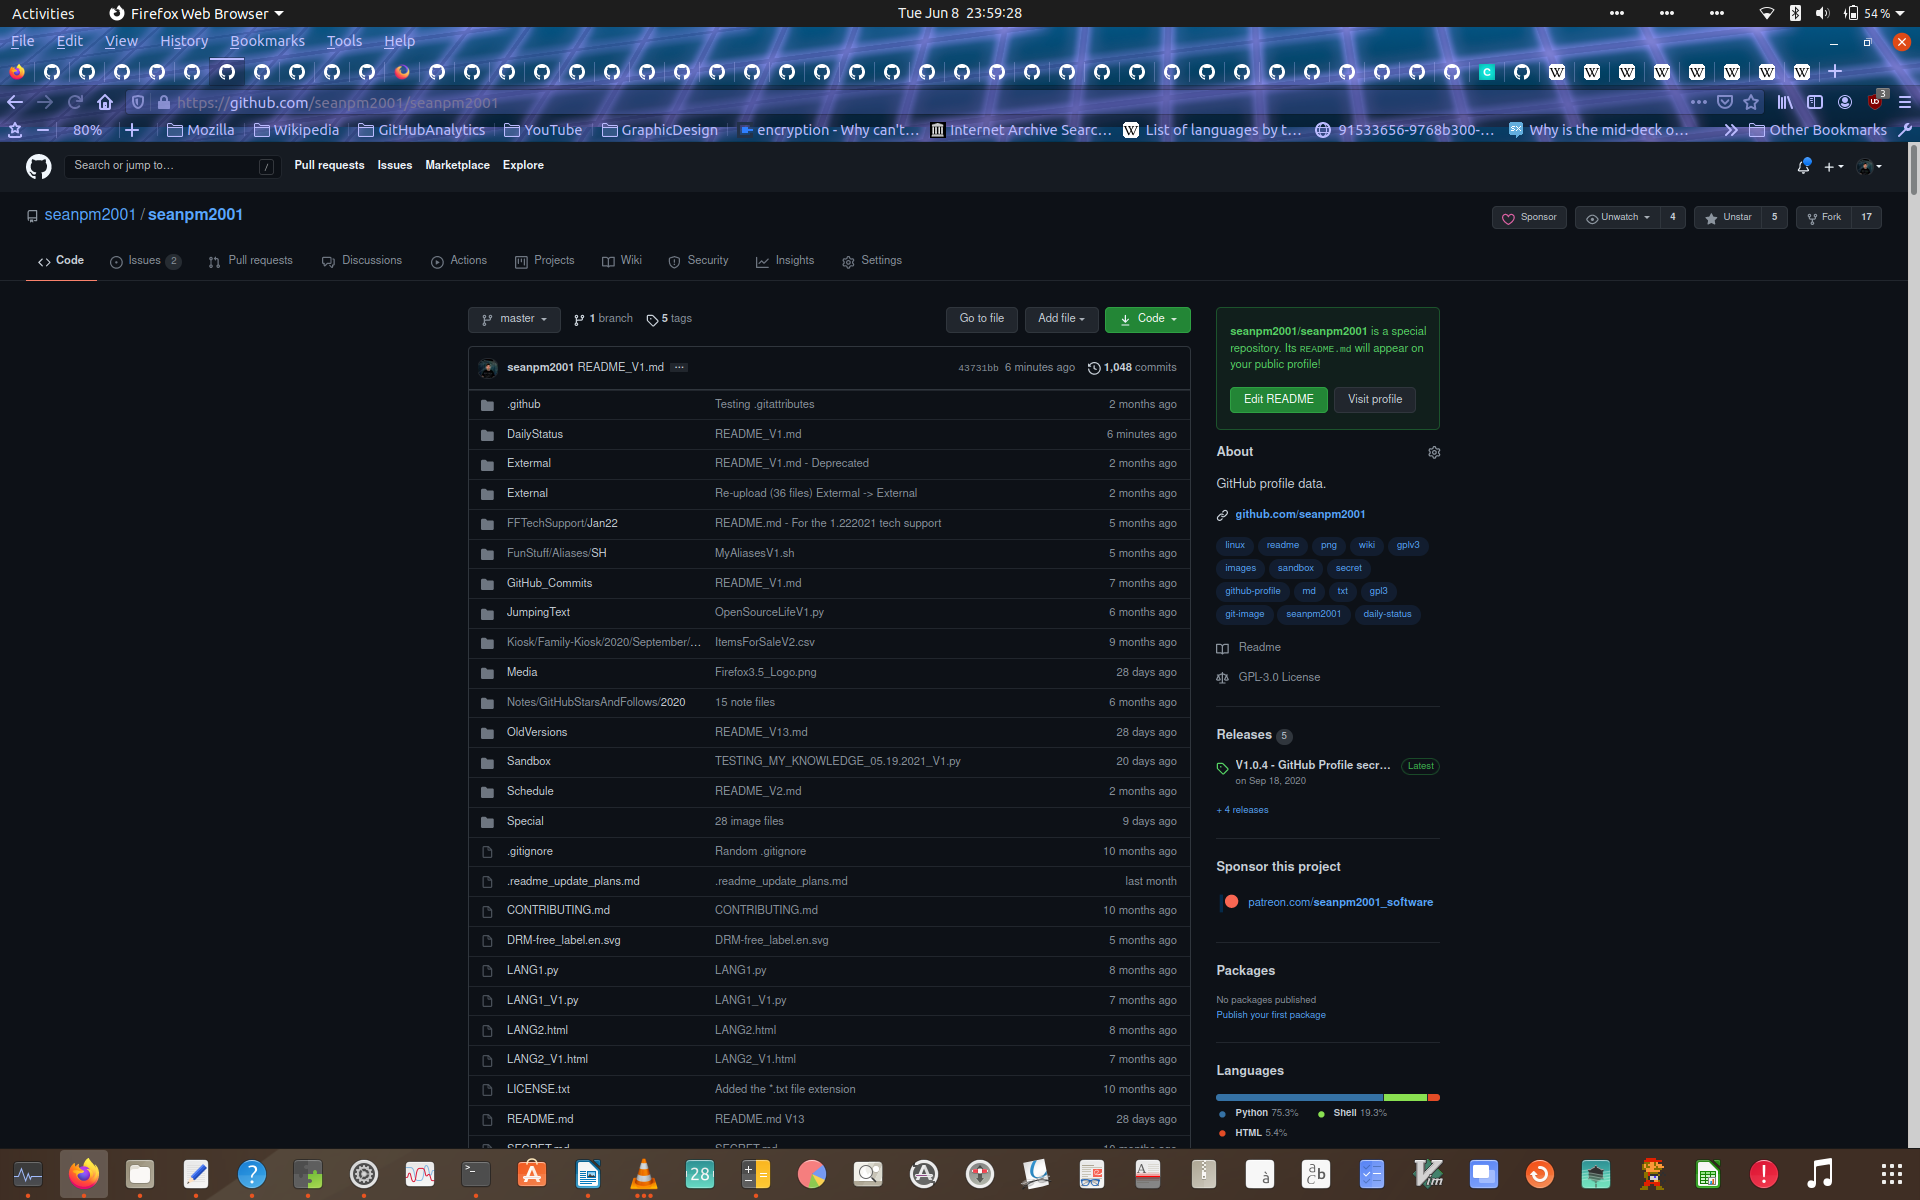 Activities Firefox Web Browser Tue Jun 8 23:59:28 54 %
File Edit View History Bookmarks Tools Help
https://github.com/seanpm2001/seanpm2001 3
80% Mozilla Wikipedia GitHubAnalytics YouTube GraphicDesign encryption - Why can't… Internet Archive Searc… List of languages by t… 91533656-9768b300-… Why is the mid-deck o… Other Bookmarks
Search or jump to… / Pull requests Issues Marketplace Explore
seanpm2001 / seanpm2001
Sponsor Unwatch 4 Unstar 5 Fork 17
Code Issues 2 Pull requests Discussions Actions Projects Wiki Security Insights Settings
master 1 branch 5 tags Go to file Add file Code
seanpm2001 README_V1.md ... 43731bb 6 minutes ago 1,048 commits
.github Testing .gitattributes 2 months ago
DailyStatus README_V1.md 6 minutes ago
Extermal README_V1.md - Deprecated 2 months ago
External Re-upload (36 files) Extermal -> External 2 months ago
FFTechSupport/Jan22 README.md - For the 1.222021 tech support 5 months ago
FunStuff/Aliases/SH MyAliasesV1.sh 5 months ago
GitHub_Commits README_V1.md 7 months ago
JumpingText OpenSourceLifeV1.py 6 months ago
Kiosk/Family-Kiosk/2020/September/… ItemsForSaleV2.csv 9 months ago
Media Firefox3.5_Logo.png 28 days ago
Notes/GitHubStarsAndFollows/2020 15 note files 6 months ago
OldVersions README_V13.md 28 days ago
Sandbox TESTING_MY_KNOWLEDGE_05.19.2021_V1.py 20 days ago
Schedule README_V2.md 2 months ago
Special 28 image files 9 days ago
.gitignore Random .gitignore 10 months ago
.readme_update_plans.md .readme_update_plans.md last month
CONTRIBUTING.md CONTRIBUTING.md 10 months ago
DRM-free_label.en.svg DRM-free_label.en.svg 5 months ago
LANG1.py LANG1.py 8 months ago
LANG1_V1.py LANG1_V1.py 7 months ago
LANG2.html LANG2.html 8 months ago
LANG2_V1.html LANG2_V1.html 7 months ago
LICENSE.txt Added the *.txt file extension 10 months ago
README.md README.md V13 28 days ago
SECRET.md SECRET.md 10 months ago
seanpm2001/seanpm2001 is a special
repository. Its README.md will appear on
your public profile!
Edit README Visit profile
About
GitHub profile data.
github.com/seanpm2001
linux readme png wiki gplv3
images sandbox secret
github-profile md txt gpl3
git-image seanpm2001 daily-status
Readme
GPL-3.0 License
Releases 5
V1.0.4 - GitHub Profile secr… Latest
on Sep 18, 2020
+ 4 releases
Sponsor this project
patreon.com/seanpm2001_software
Packages
No packages published
Publish your first package
Languages
Python 75.3% Shell 19.3%
HTML 5.4%
28